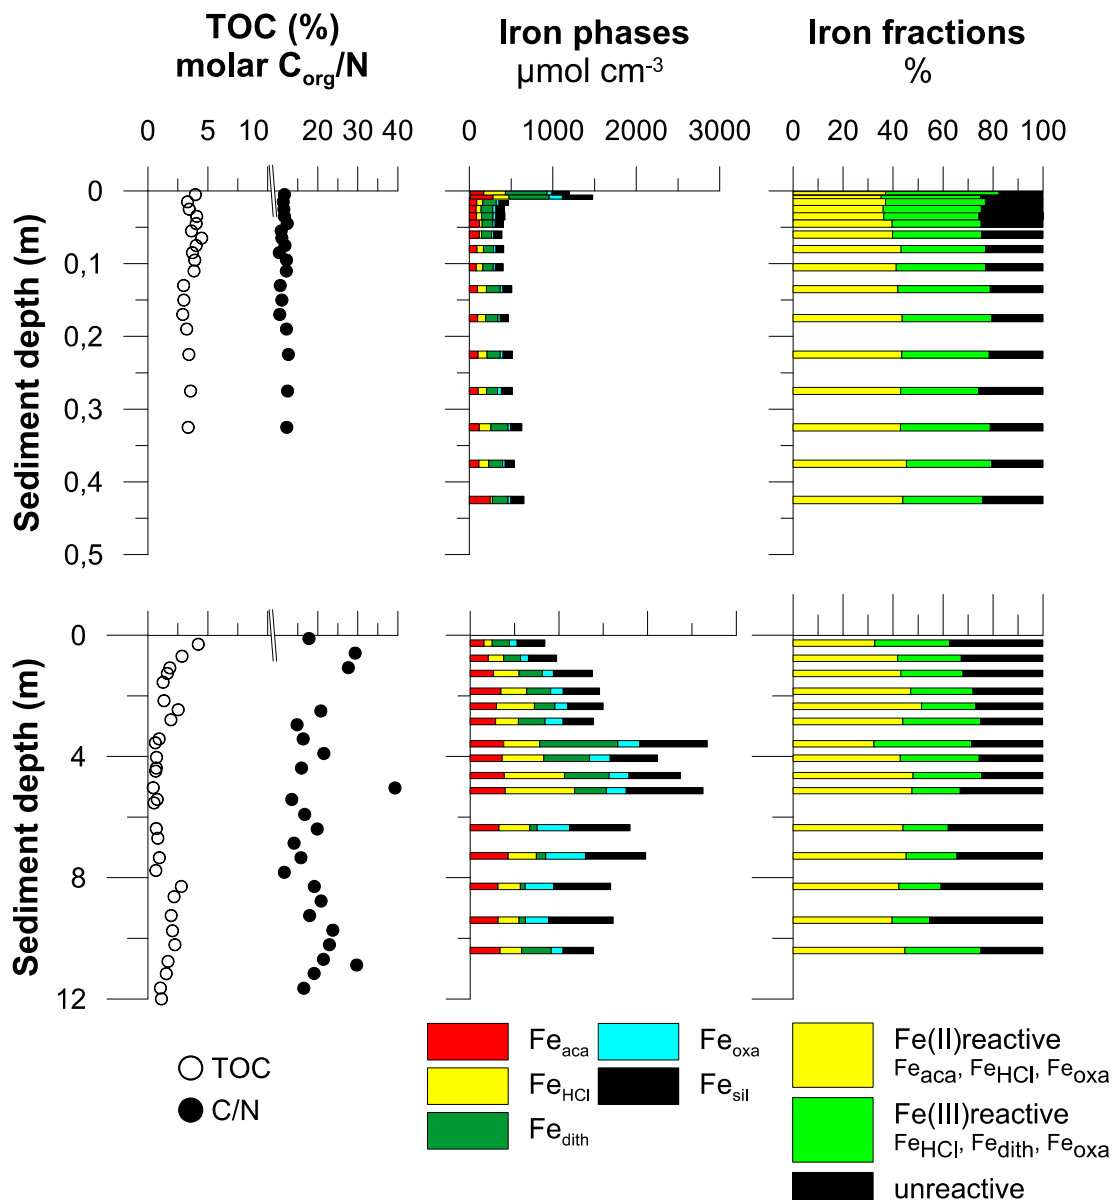 TOC (%)
molar Corg/N
Iron phases
µmol cm-3
Iron fractions
%
0 5 10 20 30 40
0 1000 2000 3000
0 20 40 60 80 100
Sediment depth (m)
0
0,1
0,2
0,3
0,4
0,5
Sediment depth (m)
0
4
8
12
TOC
C/N
Feaca
FeHCl
Fedith
Feoxa
Fesil
Fe(II)reactive
Feaca, FeHCl, Feoxa
Fe(III)reactive
FeHCl, Fedith, Feoxa
unreactive